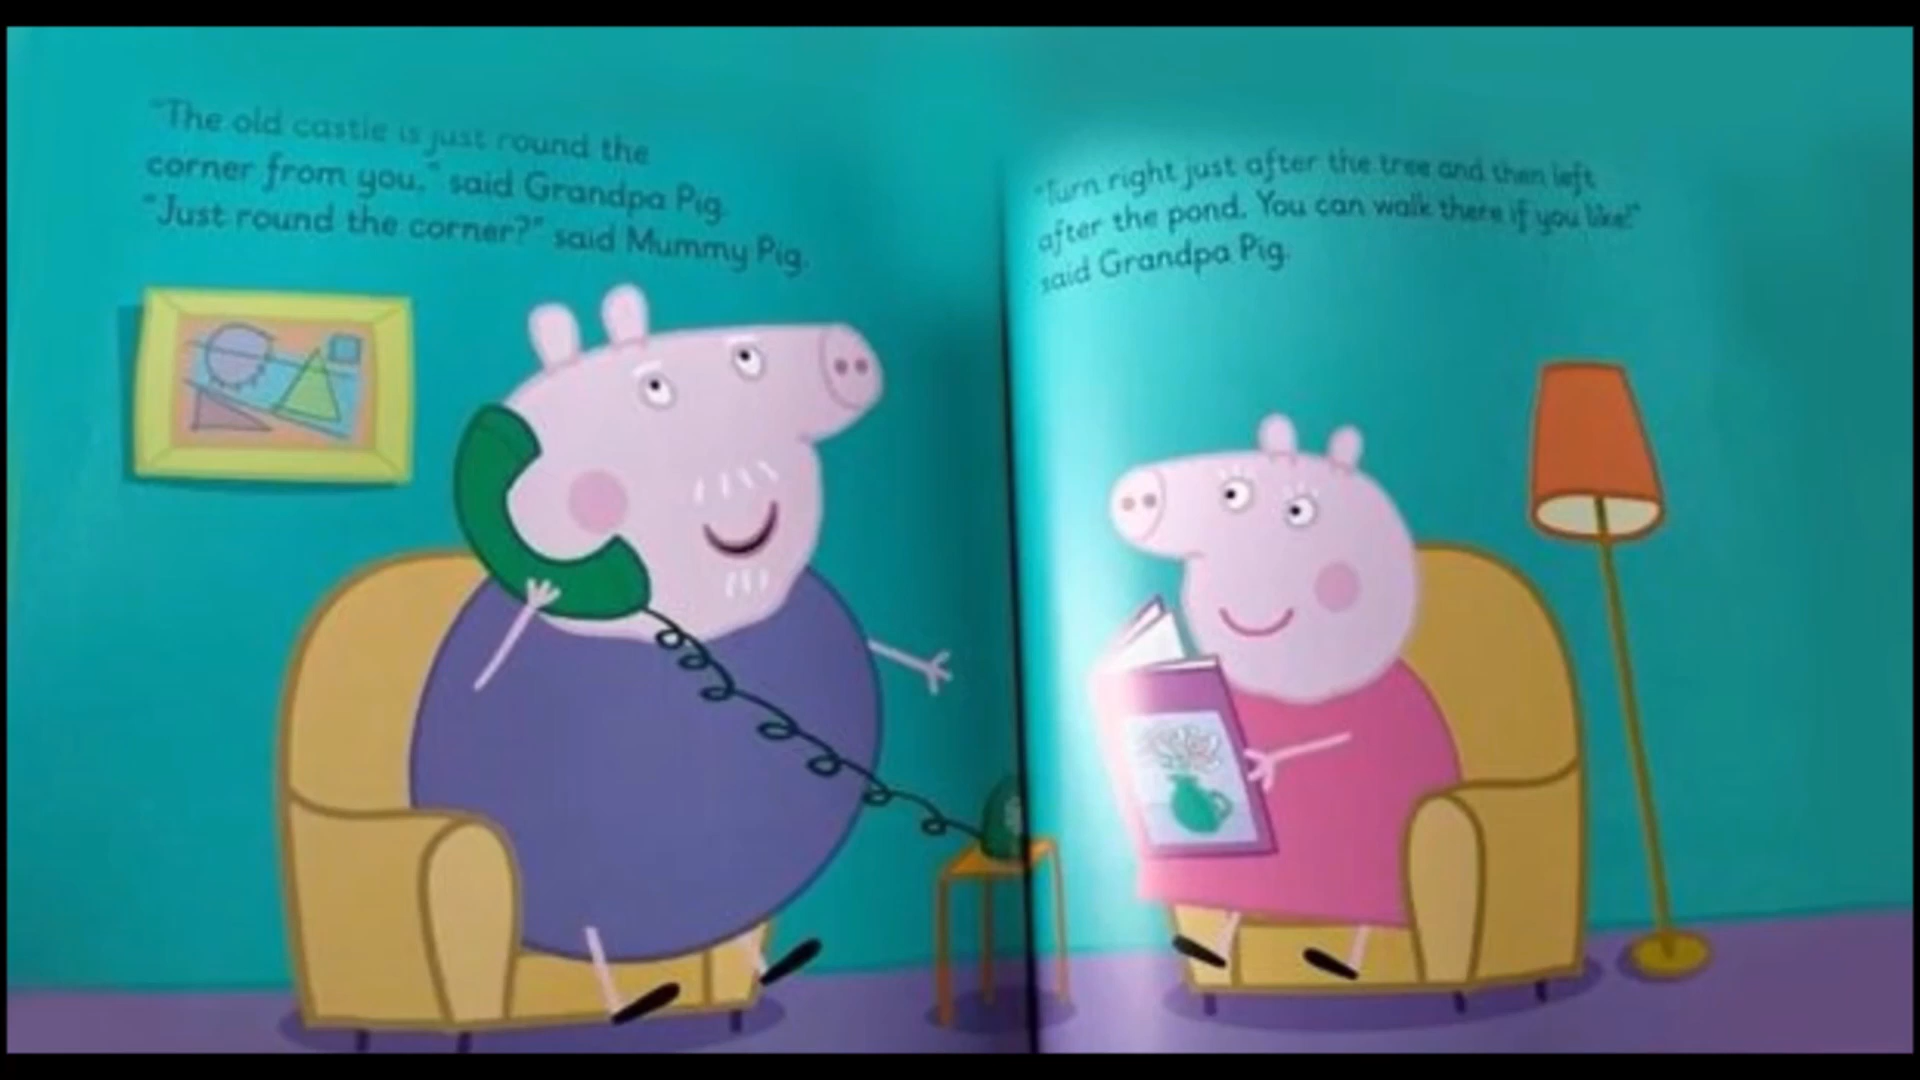 "The old castle is just round the
corner from you," said Grandpa Pig.
"Just round the corner?" said Mummy Pig.
"Turn right just after the tree and then left
after the pond. You can walk there if you like!"
said Grandpa Pig.